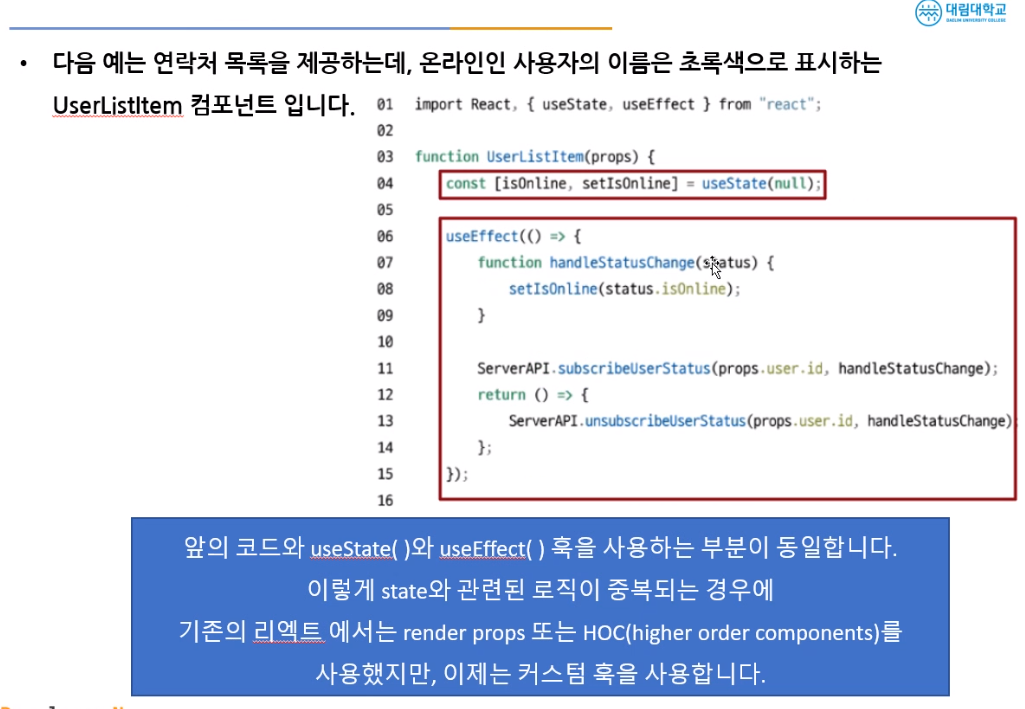 대림대학교
DAELIM UNIVERSITY COLLEGE
• 다음 예는 연락처 목록을 제공하는데, 온라인인 사용자의 이름은 초록색으로 표시하는
UserListItem 컴포넌트 입니다.
01 import React, { useState, useEffect } from "react";
02
03 function UserListItem(props) {
04 const [isOnline, setIsOnline] = useState(null);
05
06 useEffect(() => {
07 function handleStatusChange(status) {
08 setIsOnline(status.isOnline);
09 }
10
11 ServerAPI.subscribeUserStatus(props.user.id, handleStatusChange);
12 return () => {
13 ServerAPI.unsubscribeUserStatus(props.user.id, handleStatusChange)
14 };
15 });
16
앞의 코드와 useState( )와 useEffect( ) 훅을 사용하는 부분이 동일합니다.
이렇게 state와 관련된 로직이 중복되는 경우에
기존의 리엑트 에서는 render props 또는 HOC(higher order components)를
사용했지만, 이제는 커스텀 훅을 사용합니다.